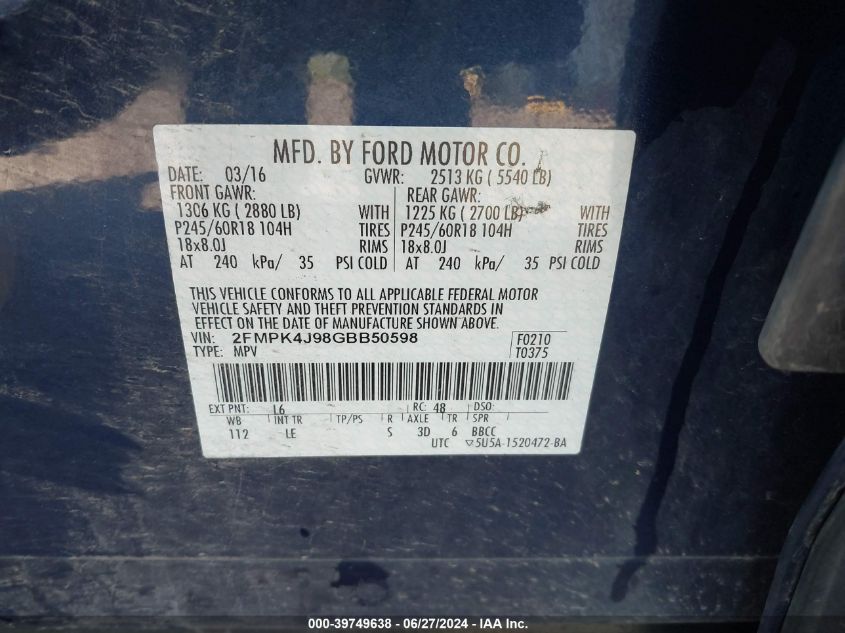 MFD. BY FORD MOTOR CO.
DATE: 03/16 GVWR: 2513 KG ( 5540 LB)
FRONT GAWR: REAR GAWR:
1306 KG ( 2880 LB) WITH 1225 KG ( 2700 LB) WITH
P245/60R18 104H TIRES P245/60R18 104H TIRES
18x8.0J RIMS 18x8.0J RIMS
AT 240 kPa/ 35 PSI COLD AT 240 kPa/ 35 PSI COLD
THIS VEHICLE CONFORMS TO ALL APPLICABLE FEDERAL MOTOR
VEHICLE SAFETY AND THEFT PREVENTION STANDARDS IN
EFFECT ON THE DATE OF MANUFACTURE SHOWN ABOVE.
VIN: 2FMPK4J98GBB50598 F0210
TYPE: MPV T0375
EXT PNT: L6 RC: 48 DSO:
WB INT TR TP/PS R AXLE TR SPR
112 LE S 3D 6 BBCC
UTC ▽5U5A-1520472-BA
000-39749638 - 06/27/2024 - IAA Inc.